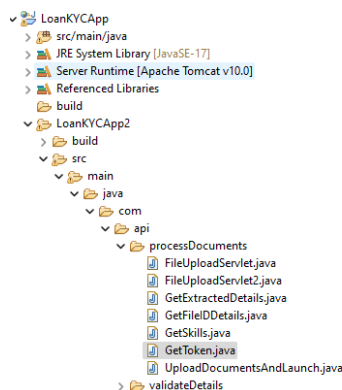 LoanKYCApp
src/main/java
JRE System Library [JavaSE-17]
Server Runtime [Apache Tomcat v10.0]
Referenced Libraries
build
LoanKYCApp2
build
src
main
java
com
api
processDocuments
FileUploadServlet.java
FileUploadServlet2.java
GetExtractedDetails.java
GetFileIDDetails.java
GetSkills.java
GetToken.java
UploadDocumentsAndLaunch.java
validateDetails